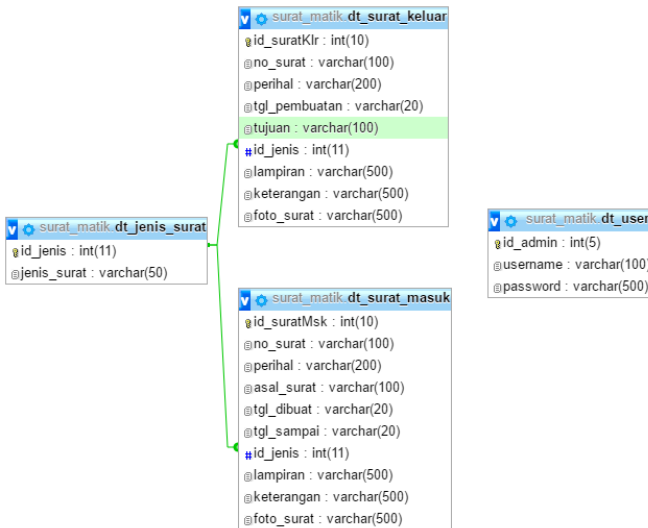 surat_matik.dt_surat_keluar
id_suratKlr : int(10)
no_surat : varchar(100)
perihal : varchar(200)
tgl_pembuatan : varchar(20)
tujuan : varchar(100)
# id_jenis : int(11)
lampiran : varchar(500)
keterangan : varchar(500)
foto_surat : varchar(500)
surat_matik.dt_jenis_surat
id_jenis : int(11)
jenis_surat : varchar(50)
surat_matik.dt_user
id_admin : int(5)
username : varchar(100)
password : varchar(500)
surat_matik.dt_surat_masuk
id_suratMsk : int(10)
no_surat : varchar(100)
perihal : varchar(200)
asal_surat : varchar(100)
tgl_dibuat : varchar(20)
tgl_sampai : varchar(20)
# id_jenis : int(11)
lampiran : varchar(500)
keterangan : varchar(500)
foto_surat : varchar(500)